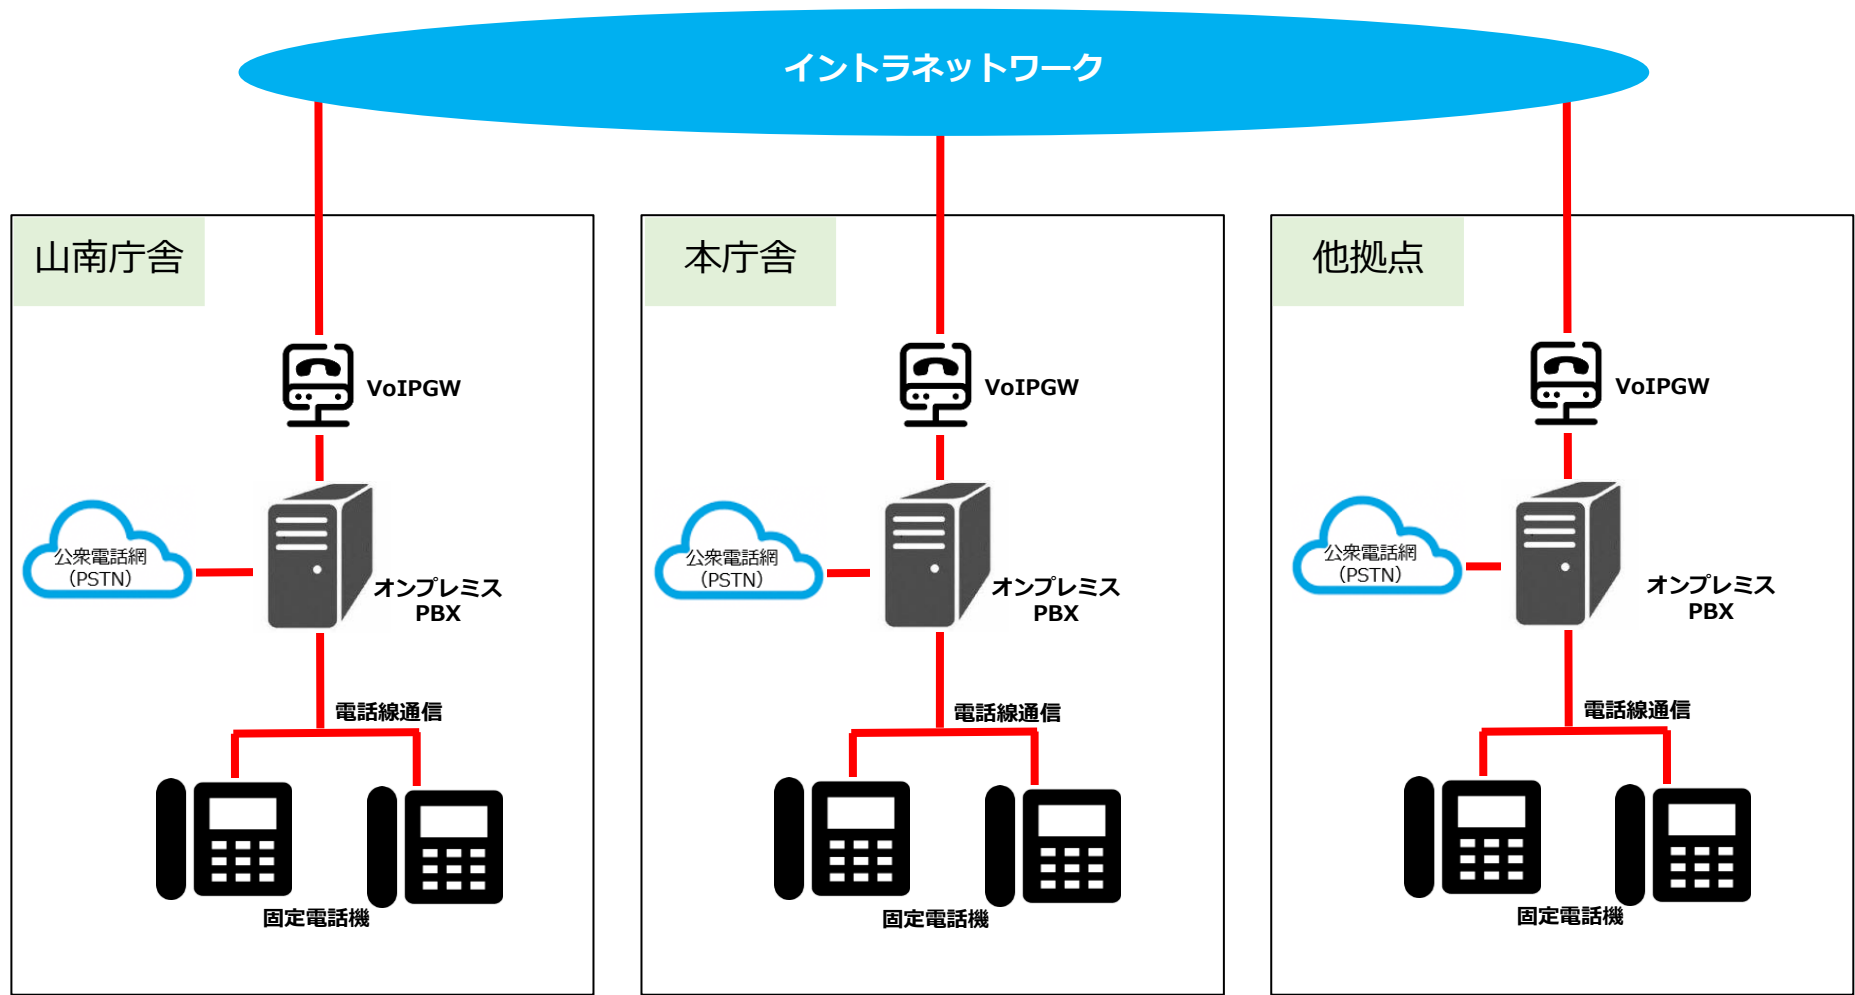 イントラネットワーク
山南庁舎
VoIPGW
公衆電話網
（PSTN）
オンプレミス
PBX
電話線通信
固定電話機
本庁舎
VoIPGW
公衆電話網
（PSTN）
オンプレミス
PBX
電話線通信
固定電話機
他拠点
VoIPGW
公衆電話網
（PSTN）
オンプレミス
PBX
電話線通信
固定電話機